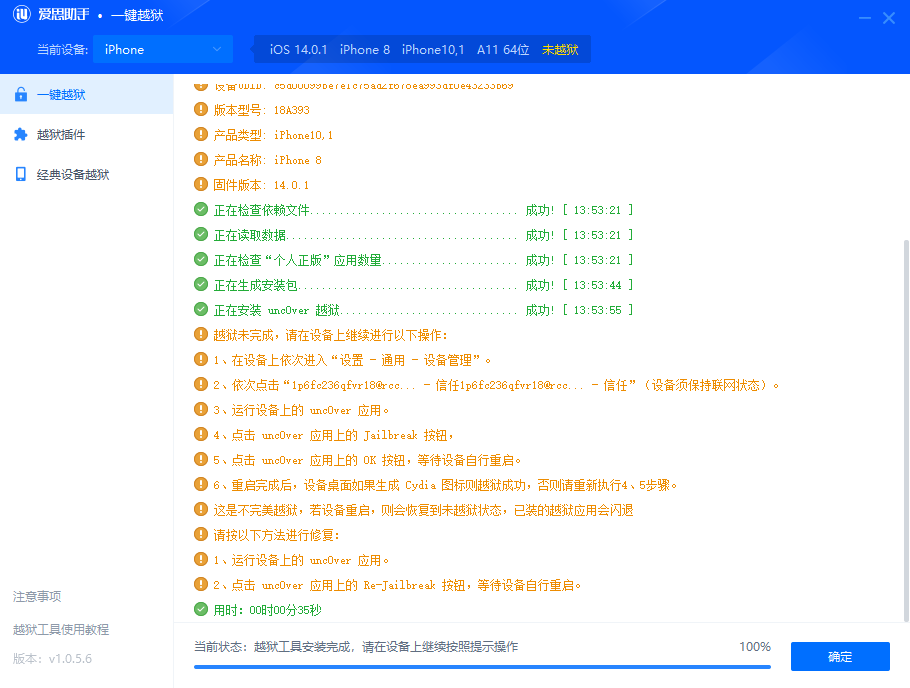 爱思助手 • 一键越狱
当前设备: iPhone
iOS 14.0.1 iPhone 8 iPhone10,1 A11 64位 未越狱
一键越狱
越狱插件
经典设备越狱
版本型号: 18A393
产品类型: iPhone10,1
产品名称: iPhone 8
固件版本: 14.0.1
正在检查依赖文件................................... 成功! [ 13:53:21 ]
正在读取数据....................................... 成功! [ 13:53:21 ]
正在检查“个人正版”应用数量....................... 成功! [ 13:53:21 ]
正在生成安装包..................................... 成功! [ 13:53:44 ]
正在安装 unc0ver 越狱.............................. 成功! [ 13:53:55 ]
越狱未完成，请在设备上继续进行以下操作:
1、在设备上依次进入“设置 - 通用 - 设备管理”。
2、依次点击“1p6fc236qfvr18@rcc... - 信任1p6fc236qfvr18@rcc... - 信任”（设备须保持联网状态）。
3、运行设备上的 unc0ver 应用。
4、点击 unc0ver 应用上的 Jailbreak 按钮，
5、点击 unc0ver 应用上的 OK 按钮，等待设备自行重启。
6、重启完成后，设备桌面如果生成 Cydia 图标则越狱成功，否则请重新执行4、5步骤。
这是不完美越狱，若设备重启，则会恢复到未越狱状态，已装的越狱应用会闪退
请按以下方法进行修复:
1、运行设备上的 unc0ver 应用。
2、点击 unc0ver 应用上的 Re-Jailbreak 按钮，等待设备自行重启。
用时: 00时00分35秒
注意事项
越狱工具使用教程
版本: v1.0.5.6
当前状态: 越狱工具安装完成，请在设备上继续按照提示操作 100%
确定